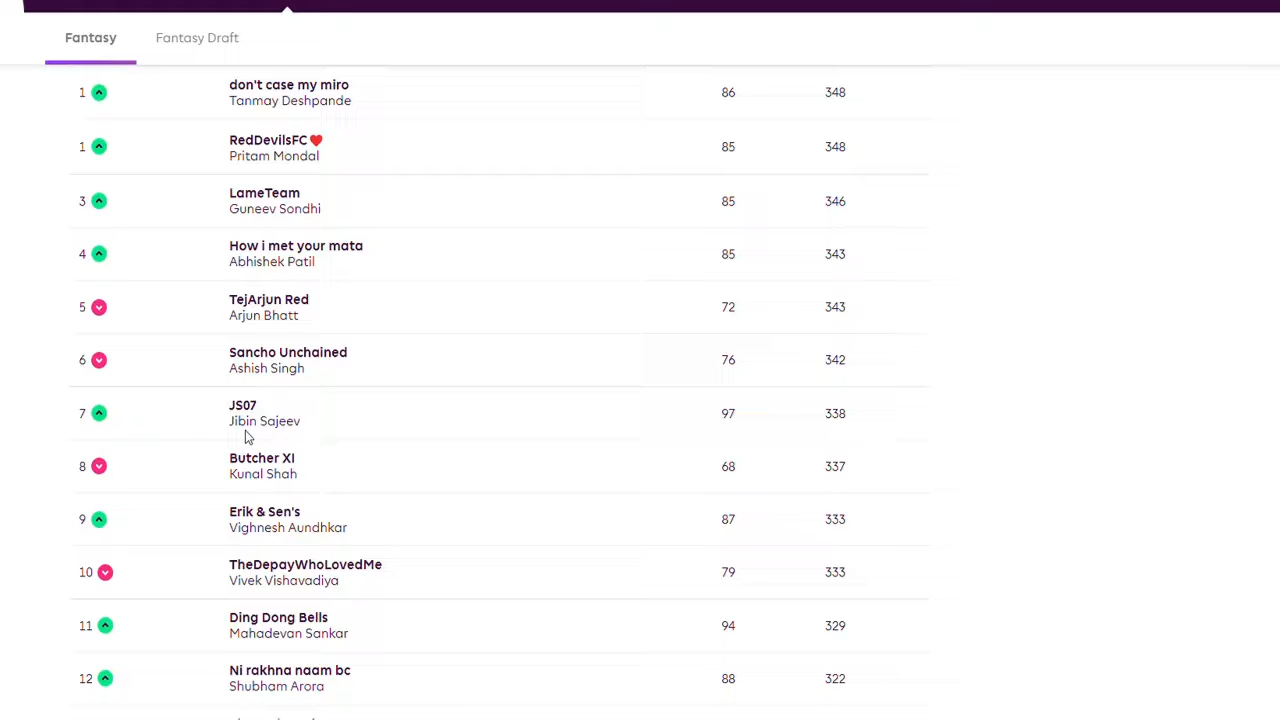 Fantasy Fantasy Draft
1 don't case my miro 86 348
Tanmay Deshpande
1 RedDevilsFC❤️ 85 348
Pritam Mondal
3 LameTeam 85 346
Guneev Sondhi
4 How i met your mata 85 343
Abhishek Patil
5 TejArjun Red 72 343
Arjun Bhatt
6 Sancho Unchained 76 342
Ashish Singh
7 JS07 97 338
Jibin Sajeev
8 Butcher XI 68 337
Kunal Shah
9 Erik & Sen's 87 333
Vighnesh Aundhkar
10 TheDepayWhoLovedMe 79 333
Vivek Vishavadiya
11 Ding Dong Bells 94 329
Mahadevan Sankar
12 Ni rakhna naam bc 88 322
Shubham Arora